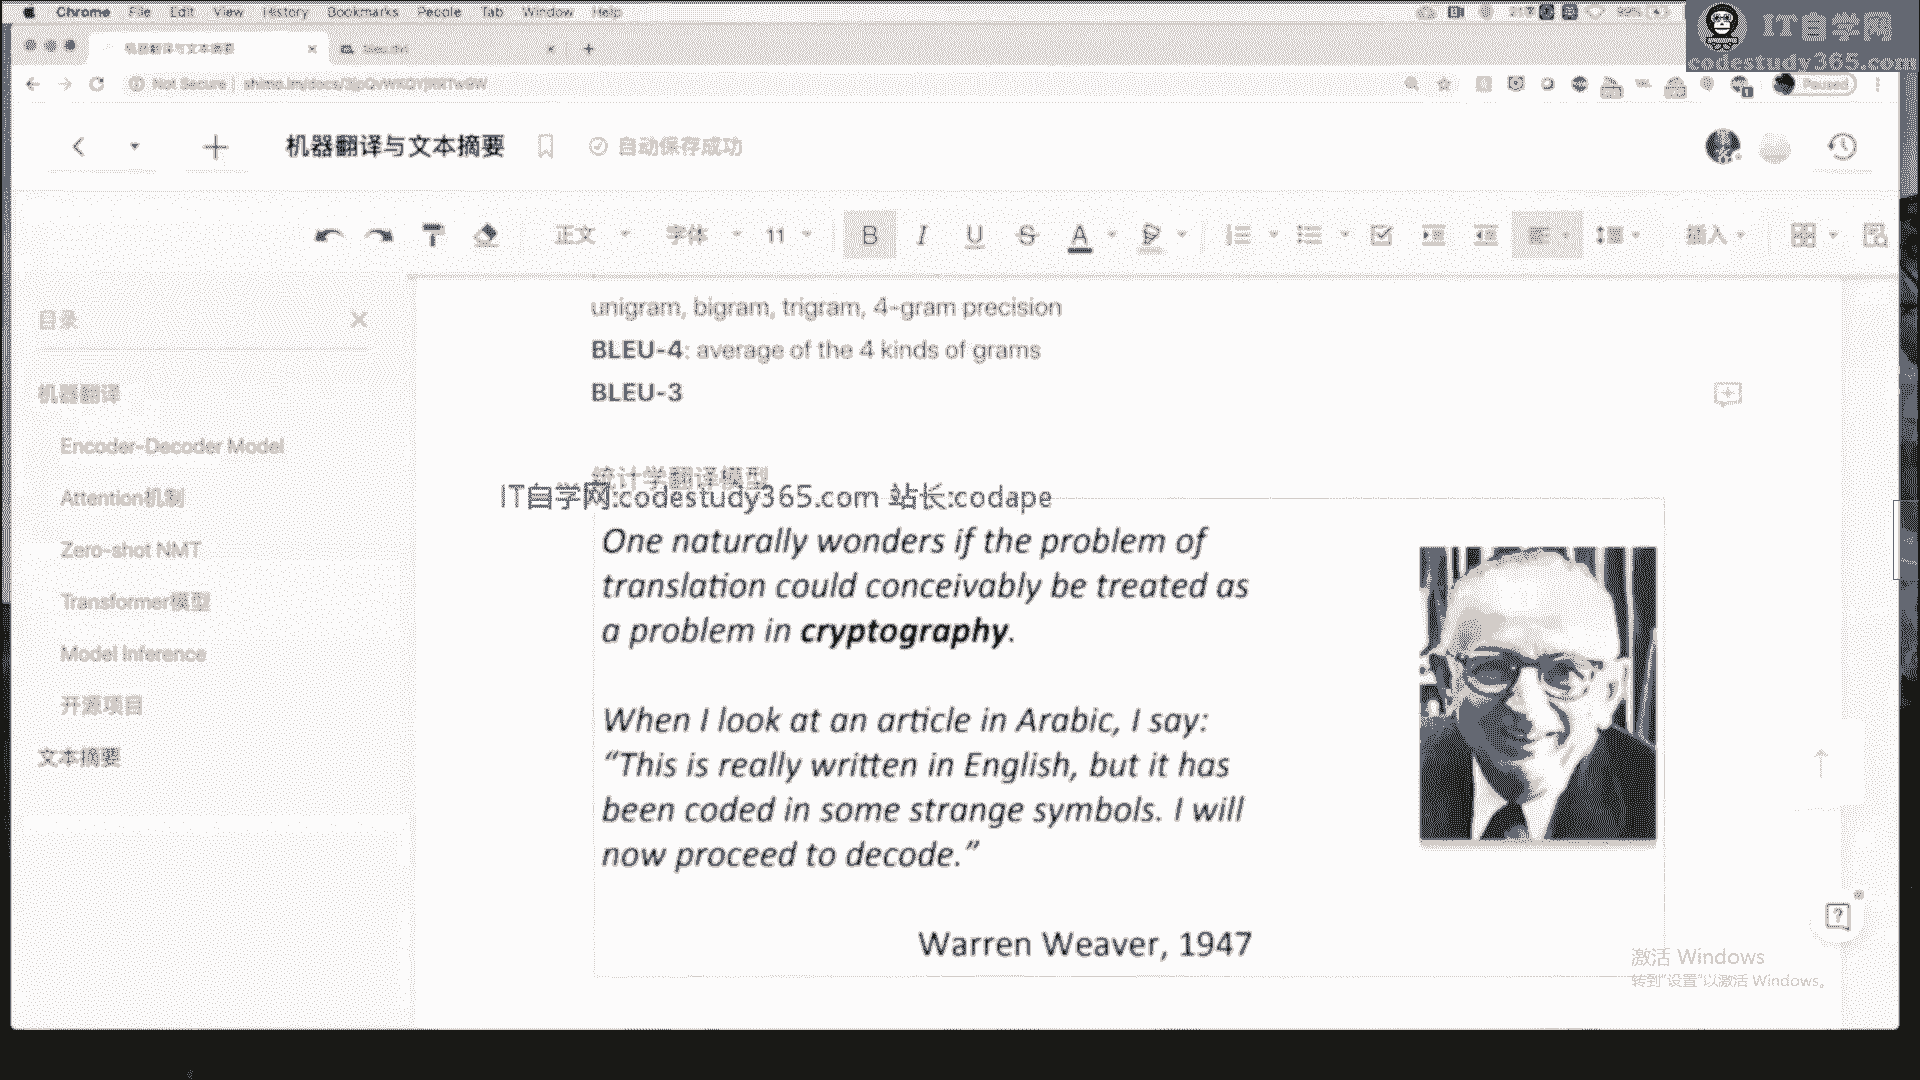 Chrome File Edit View History Bookmarks People Tab Window Help
99%
IT自学网
codestudy365.com
机器翻译与文本摘要
Not Secure
Paused
机器翻译与文本摘要
自动保存成功
正文 字体 11 B I U S A 插入
目录
机器翻译
Encoder-Decoder Model
Attention机制
Zero-shot NMT
Transformer模型
Model Inference
开源项目
文本摘要
unigram, bigram, trigram, 4-gram precision
BLEU-4: average of the 4 kinds of grams
BLEU-3
统计学翻译模型
IT自学网:codestudy365.com 站长:codape
One naturally wonders if the problem of
translation could conceivably be treated as
a problem in cryptography.
When I look at an article in Arabic, I say:
“This is really written in English, but it has
been coded in some strange symbols. I will
now proceed to decode.”
Warren Weaver, 1947
激活 Windows
转到"设置"以激活 Windows。